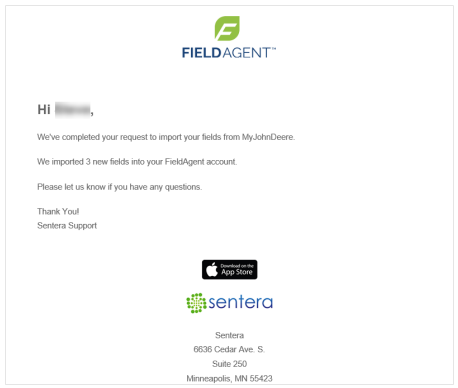 FIELDAGENT™
Hi ,
We've completed your request to import your fields from MyJohnDeere.
We imported 3 new fields into your FieldAgent account.
Please let us know if you have any questions.
Thank You!
Sentera Support
Download on the
App Store
sentera
Sentera
6636 Cedar Ave. S.
Suite 250
Minneapolis, MN 55423